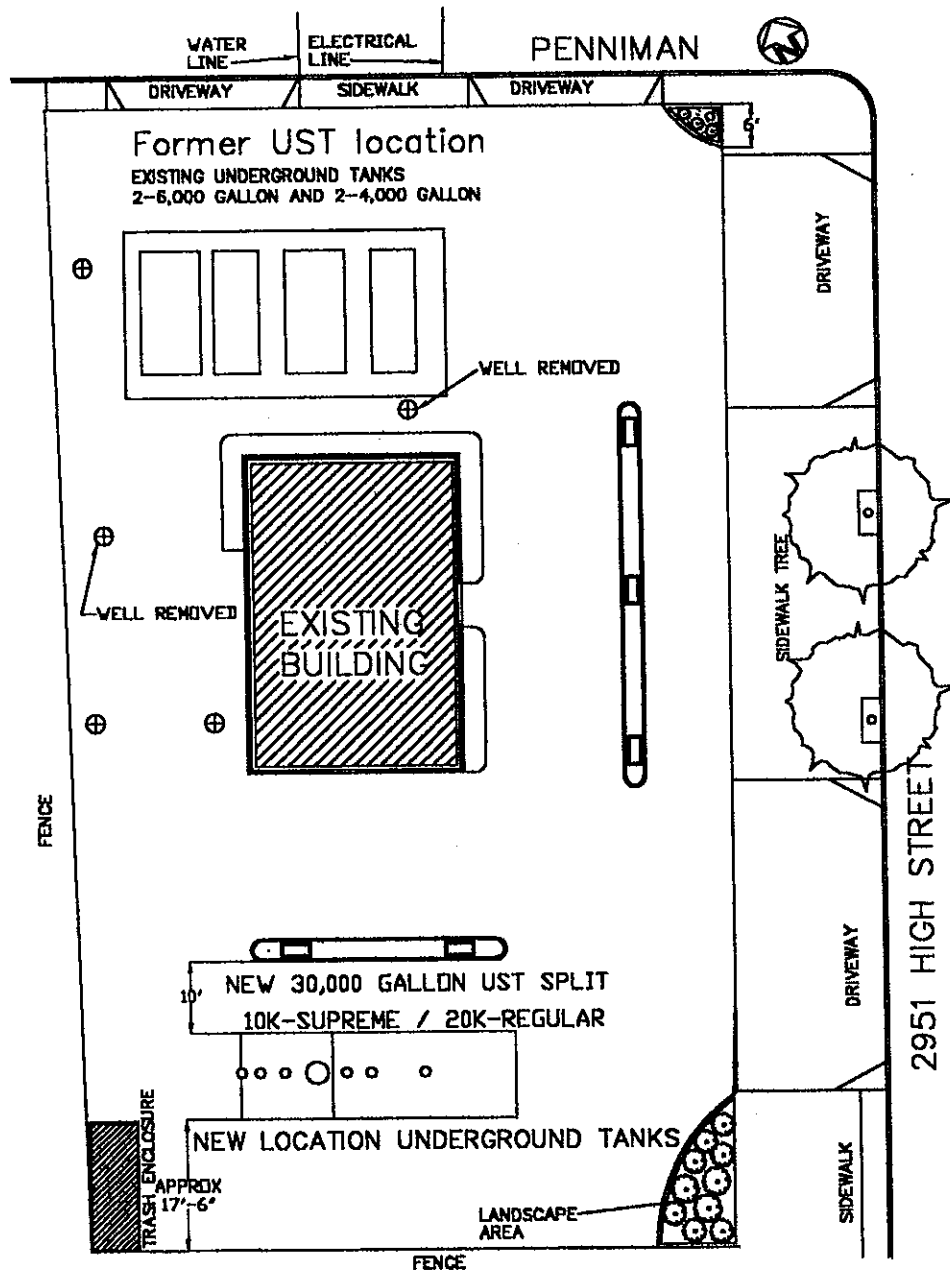 WATER
LINE
ELECTRICAL
LINE
PENNIMAN
N
DRIVEWAY
SIDEWALK
DRIVEWAY
Former UST location
6'
EXISTING UNDERGROUND TANKS
2-6,000 GALLON AND 2-4,000 GALLON
DRIVEWAY
WELL REMOVED
SIDEWALK TREE
WELL REMOVED
EXISTING
BUILDING
FENCE
2951 HIGH STREET
DRIVEWAY
10'
NEW 30,000 GALLON UST SPLIT
10K-SUPREME / 20K-REGULAR
TRASH ENCLOSURE
NEW LOCATION UNDERGROUND TANKS
APPROX
17'-6"
LANDSCAPE
AREA
SIDEWALK
FENCE